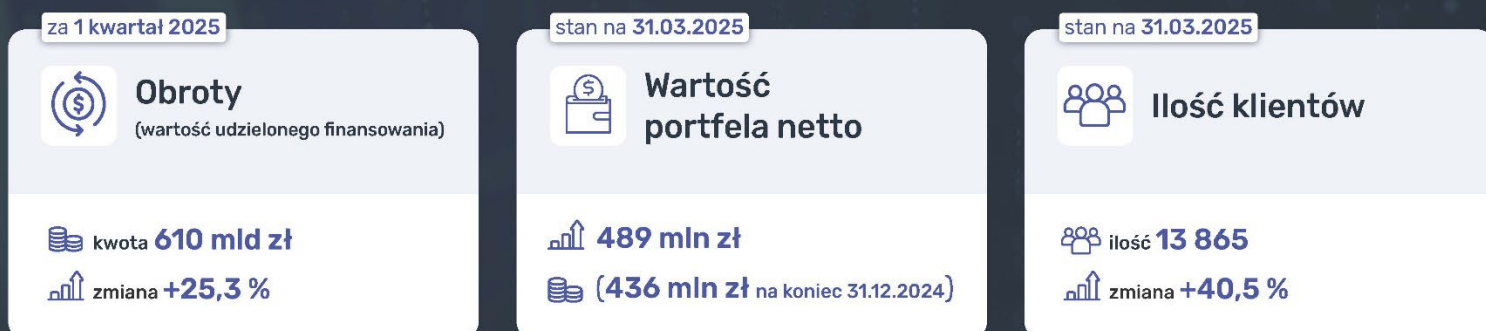 za 1 kwartał 2025
Obroty
(wartość udzielonego finansowania)
kwota 610 mld zł
zmiana +25,3 %
stan na 31.03.2025
Wartość
portfela netto
489 mln zł
(436 mln zł na koniec 31.12.2024)
stan na 31.03.2025
Ilość klientów
ilość 13 865
zmiana +40,5 %